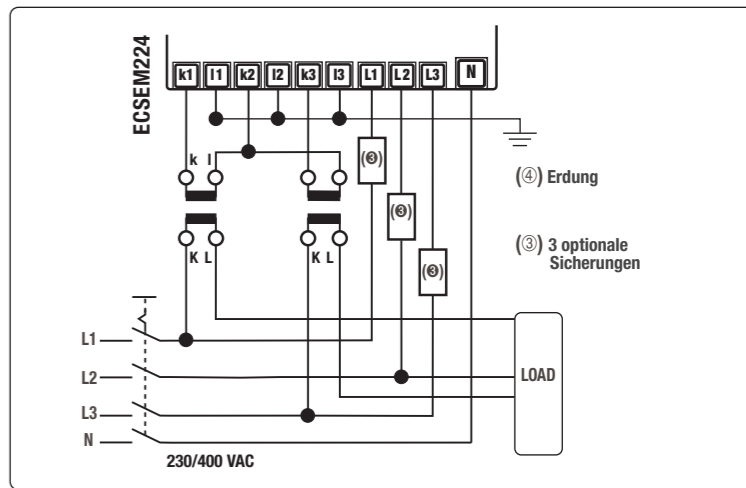 ECSEM224
k1 l1 k2 l2 k3 l3 L1 L2 L3 N
k l
(③)
(③)
(③)
K L
K L
(④) Erdung
(③) 3 optionale
Sicherungen
L1
L2
L3
N
LOAD
230/400 VAC